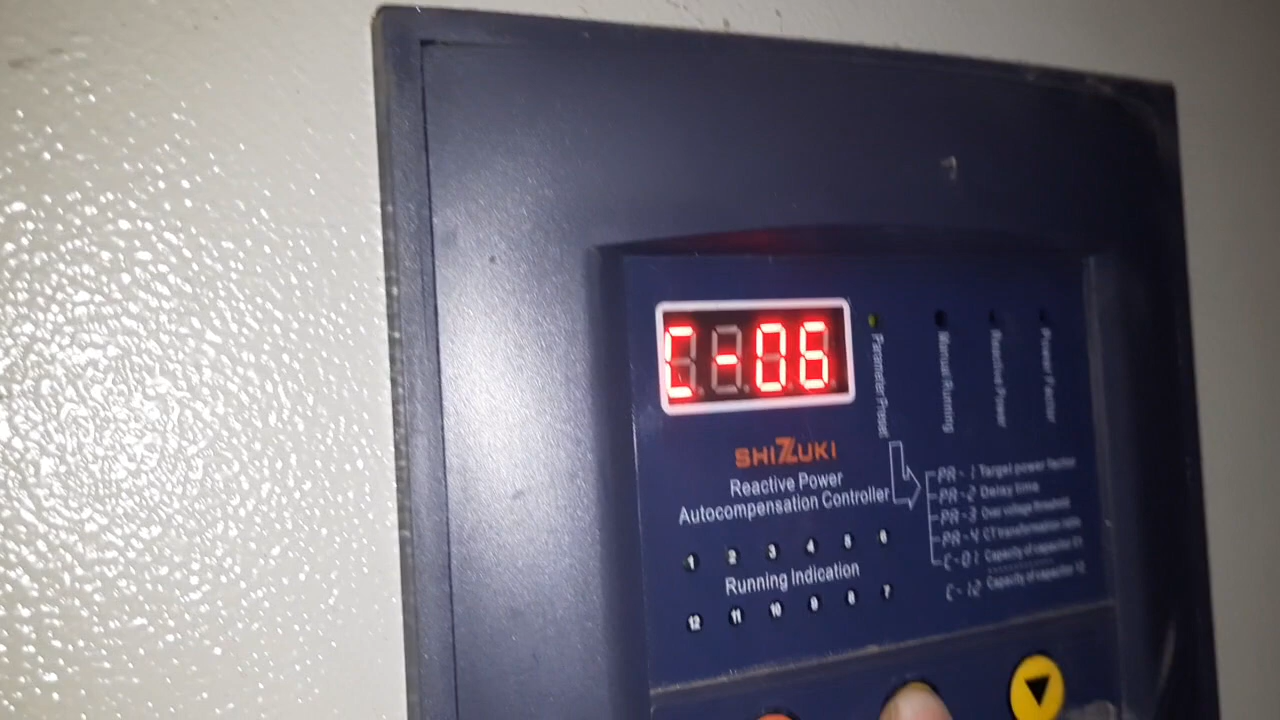 C-06
Parameter Preset
Manual Running
Reactive Power
Power Factor
SHIZUKI
Reactive Power
Autocompensation Controller
PA-1 Target power factor
PA-2 Delay time
PA-3 Over voltage threshold
PA-4 CT transformation ratio
C-01 Capacity of capacitor 01
C-12 Capacity of capacitor 12
1 2 3 4 5 6
Running Indication
12 11 10 9 8 7